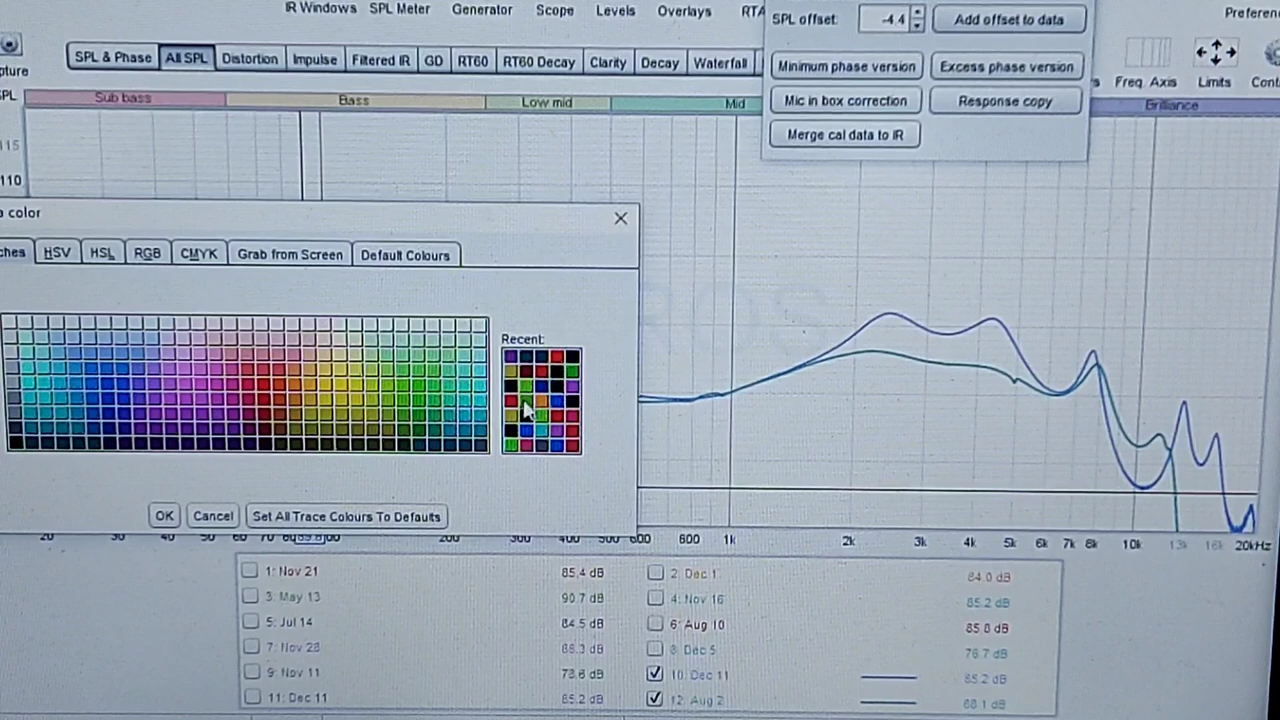 IR Windows SPL Meter Generator Scope Levels Overlays RTA
SPL offset: -4.4 Add offset to data
Preferen
SPL & Phase All SPL Distortion Impulse Filtered IR GD RT60 RT60 Decay Clarity Decay Waterfall
Minimum phase version Excess phase version
pture
Freq. Axis Limits Cont
SPL Sub bass Bass Low mid Mid Brilliance
Mic in box correction Response copy
Merge cal data to IR
115
110
a color
ches HSV HSL RGB CMYK Grab from Screen Default Colours
Recent:
OK Cancel Set All Trace Colours To Defaults
20 30 40 50 60 70 200 300 400 500 600 600 1k 2k 3k 4k 5k 6k 7k 8k 10k 13k 16k 20kHz
1: Nov 21 85.4 dB 2: Dec 1 84.0 dB
3: May 13 90.7 dB 4: Nov 16 85.2 dB
5: Jul 14 84.5 dB 6: Aug 10 85.8 dB
7: Nov 28 86.3 dB 8: Dec 5 76.7 dB
9: Nov 11 73.6 dB 10: Dec 11 85.2 dB
11: Dec 11 85.2 dB 12: Aug 2 88.1 dB